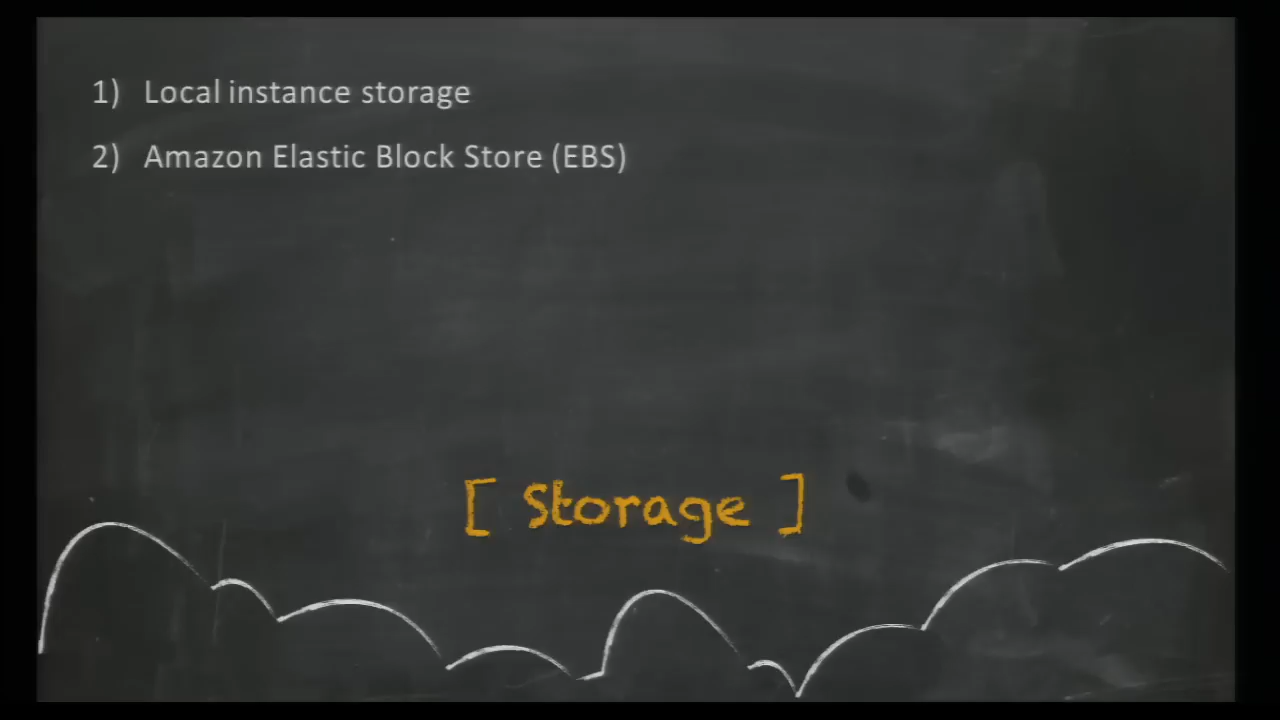 1) Local instance storage
2) Amazon Elastic Block Store (EBS)
[ Storage ]